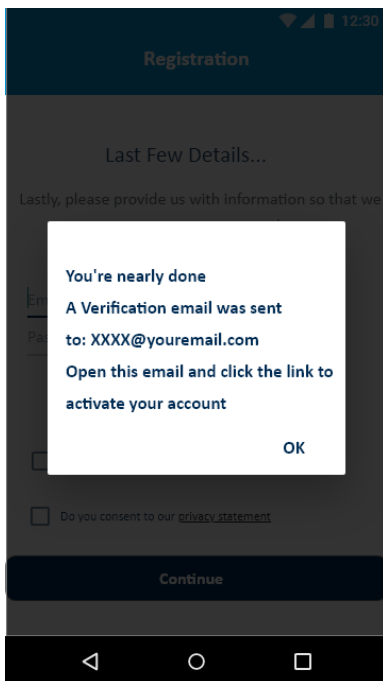 12:30
Registration
Last Few Details...
Lastly, please provide us with information so that we
You're nearly done
A Verification email was sent
to: XXXX@youremail.com
Open this email and click the link to
activate your account
OK
Do you consent to our privacy statement
Continue